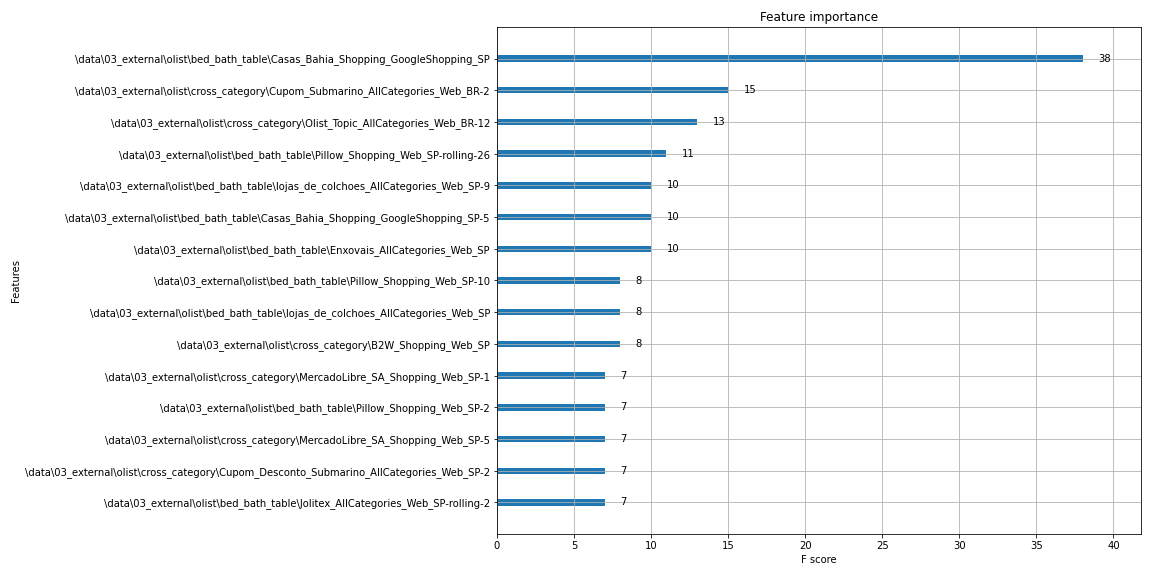 Feature importance
\data\03_external\olist\bed_bath_table\Casas_Bahia_Shopping_GoogleShopping_SP 38
\data\03_external\olist\cross_category\Cupom_Submarino_AllCategories_Web_BR-2 15
\data\03_external\olist\cross_category\Olist_Topic_AllCategories_Web_BR-12 13
\data\03_external\olist\bed_bath_table\Pillow_Shopping_Web_SP-rolling-26 11
\data\03_external\olist\bed_bath_table\lojas_de_colchoes_AllCategories_Web_SP-9 10
\data\03_external\olist\bed_bath_table\Casas_Bahia_Shopping_GoogleShopping_SP-5 10
\data\03_external\olist\bed_bath_table\Enxovais_AllCategories_Web_SP 10
\data\03_external\olist\bed_bath_table\Pillow_Shopping_Web_SP-10 8
\data\03_external\olist\bed_bath_table\lojas_de_colchoes_AllCategories_Web_SP 8
\data\03_external\olist\cross_category\B2W_Shopping_Web_SP 8
\data\03_external\olist\cross_category\MercadoLibre_SA_Shopping_Web_SP-1 7
\data\03_external\olist\bed_bath_table\Pillow_Shopping_Web_SP-2 7
\data\03_external\olist\cross_category\MercadoLibre_SA_Shopping_Web_SP-5 7
\data\03_external\olist\cross_category\Cupom_Desconto_Submarino_AllCategories_Web_SP-2 7
\data\03_external\olist\bed_bath_table\Jolitex_AllCategories_Web_SP-rolling-2 7
Features
0 5 10 15 20 25 30 35 40
F score